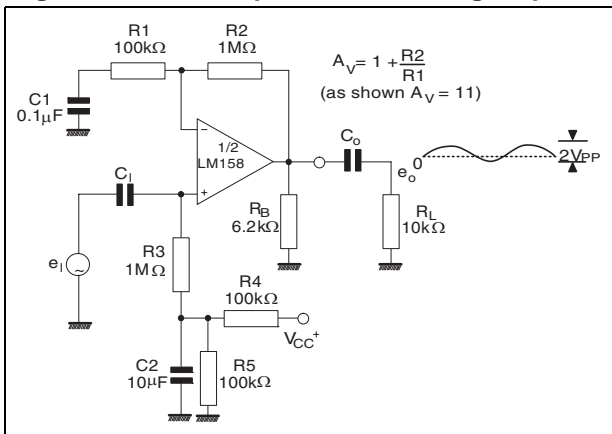 R1
100kΩ
R2
1MΩ
A_V = 1 + R2/R1
(as shown A_V = 11)
C1
0.1µF
1/2
LM158
−
+
C_o
e_o
0
2V_PP
C_I
R_B
6.2kΩ
R_L
10kΩ
e_I
~
R3
1MΩ
R4
100kΩ
V_CC+
C2
10µF
R5
100kΩ